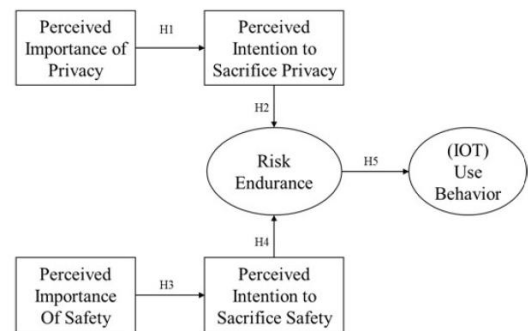 Perceived
Importance of
Privacy
H1
Perceived
Intention to
Sacrifice Privacy
H2
Risk
Endurance
H5
(IOT)
Use
Behavior
H4
Perceived
Importance
Of Safety
H3
Perceived
Intention to
Sacrifice Safety